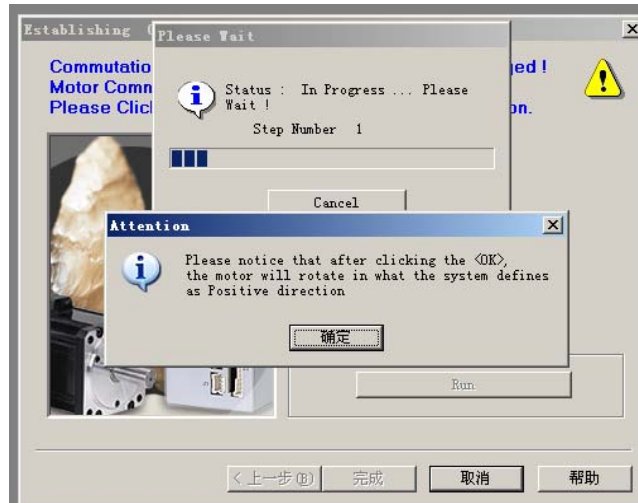 Establishing
Please Wait
Commutatio
ged !
Motor Comm
Please Clic
on.
Status : In Progress ... Please
Wait !
Step Number 1
Cancel
Attention
Please notice that after clicking the <OK>,
the motor will rotate in what the system defines
as Positive direction
确定
Run
< 上一步(B)
完成
取消
帮助